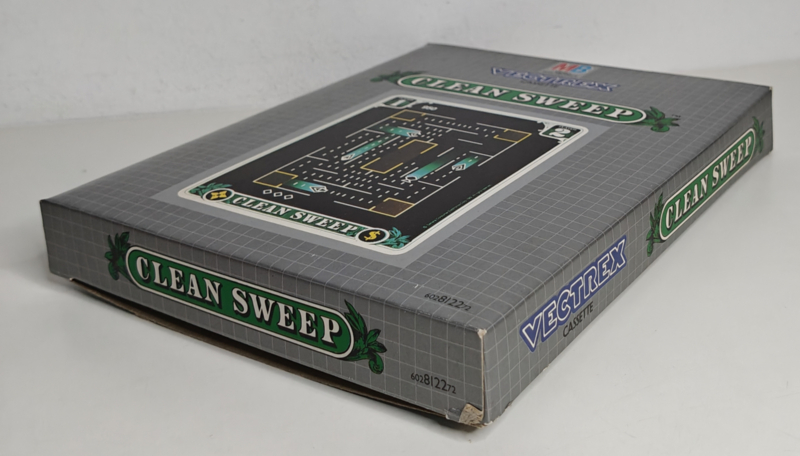 MB
VECTREX
CLEAN SWEEP
1
2
CLEAN SWEEP
$
602812272
CLEAN SWEEP
602812272
VECTREX
CASSETTE
CLEAN SWEEP